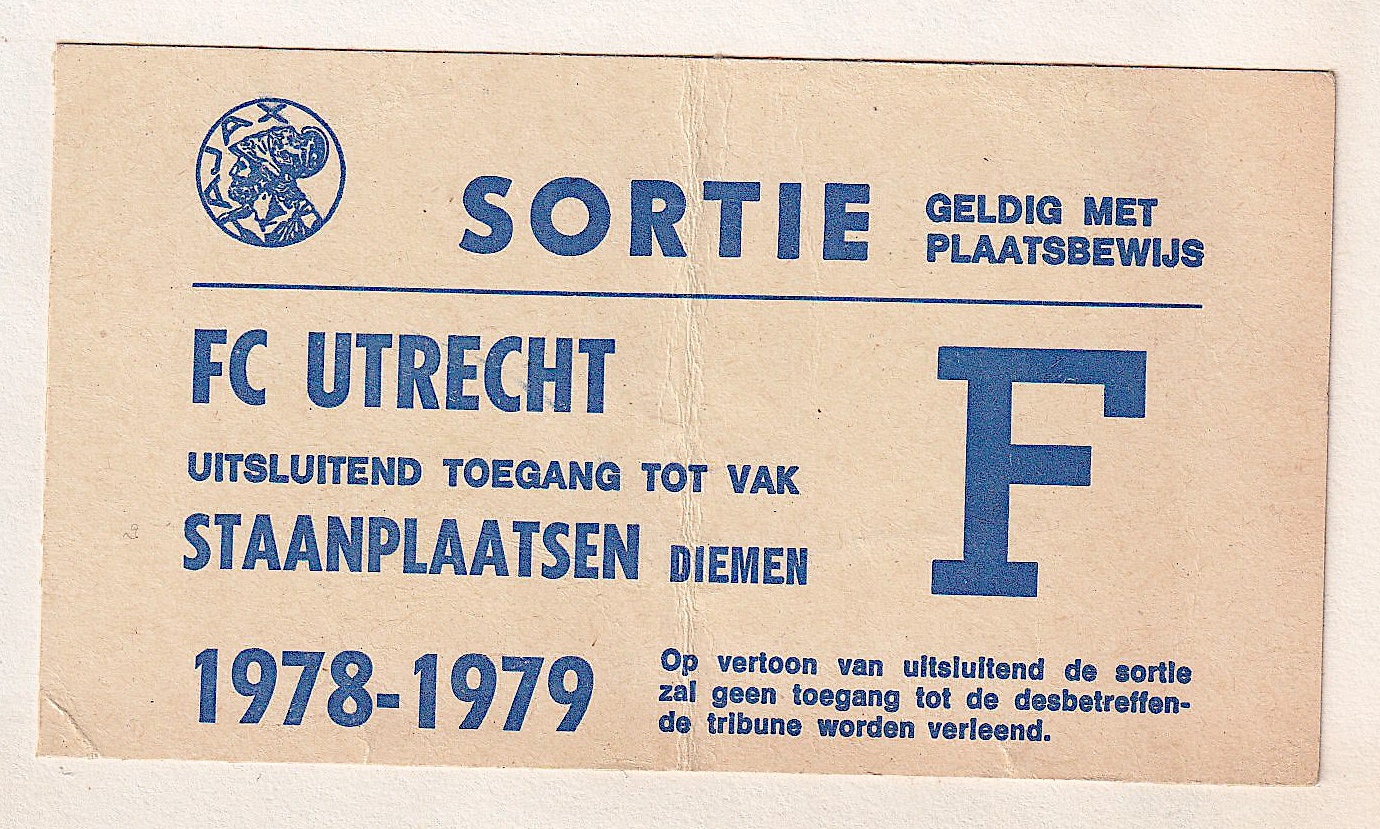 AJAX
SORTIE
GELDIG MET
PLAATSBEWIJS
FC UTRECHT
F
UITSLUITEND TOEGANG TOT VAK
STAANPLAATSEN DIEMEN
1978-1979
Op vertoon van uitsluitend de sortie
zal geen toegang tot de desbetreffen-
de tribune worden verleend.